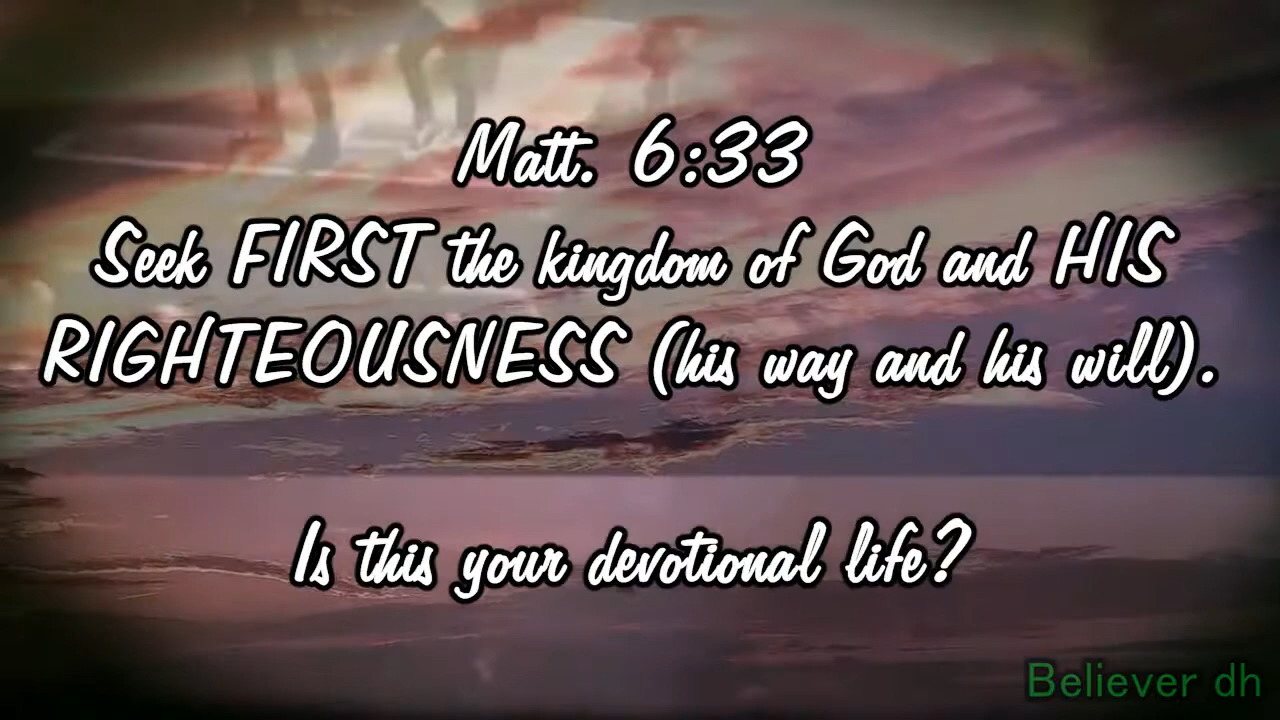 Matt. 6:33
Seek FIRST the kingdom of God and HIS
RIGHTEOUSNESS (his way and his will).
Is this your devotional life?
Believer dh